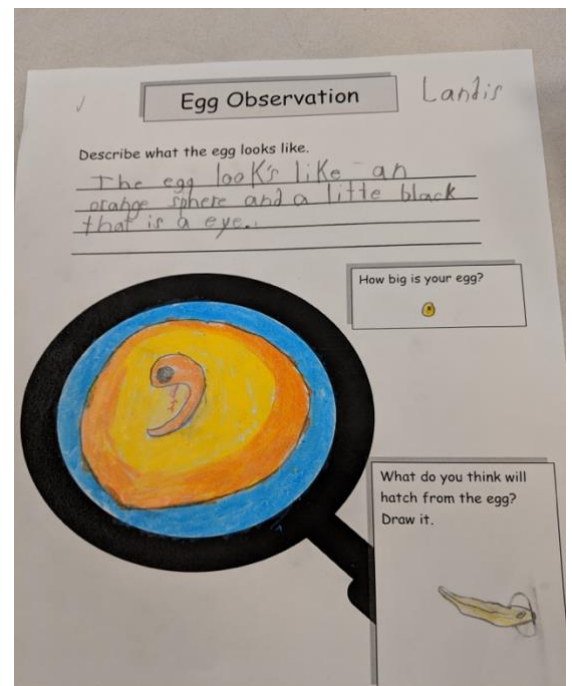 Egg Observation
Landis
Describe what the egg looks like.
The egg look's like an
orange sphere and a litte black
that is a eye.
How big is your egg?
What do you think will
hatch from the egg?
Draw it.